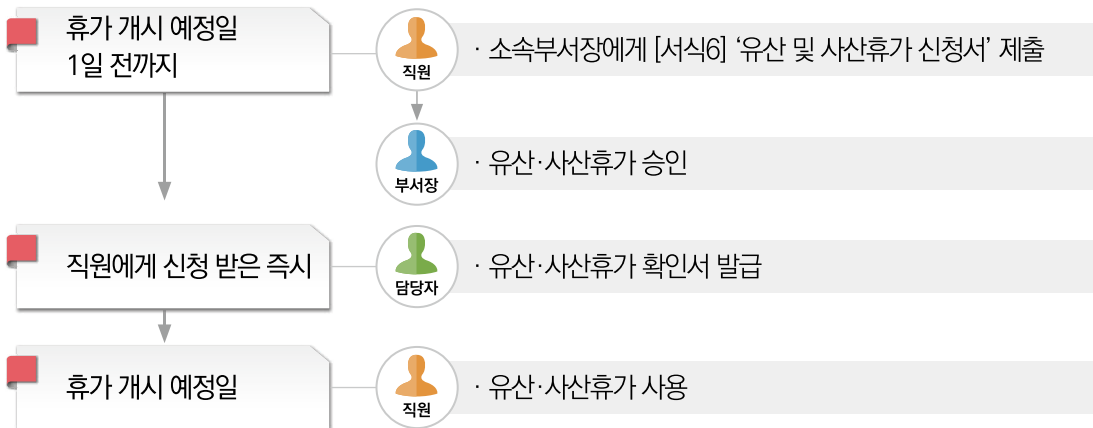 휴가 개시 예정일
1일 전까지
직원
· 소속부서장에게 [서식6] ‘유산 및 사산휴가 신청서’ 제출
부서장
· 유산·사산휴가 승인
직원에게 신청 받은 즉시
담당자
· 유산·사산휴가 확인서 발급
휴가 개시 예정일
직원
· 유산·사산휴가 사용